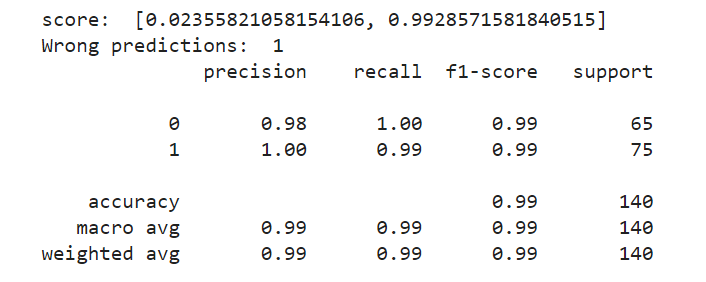 score:  [0.02355821058154106, 0.9928571581840515]
Wrong predictions:  1
              precision    recall  f1-score   support

           0       0.98      1.00      0.99        65
           1       1.00      0.99      0.99        75

    accuracy                           0.99       140
   macro avg       0.99      0.99      0.99       140
weighted avg       0.99      0.99      0.99       140